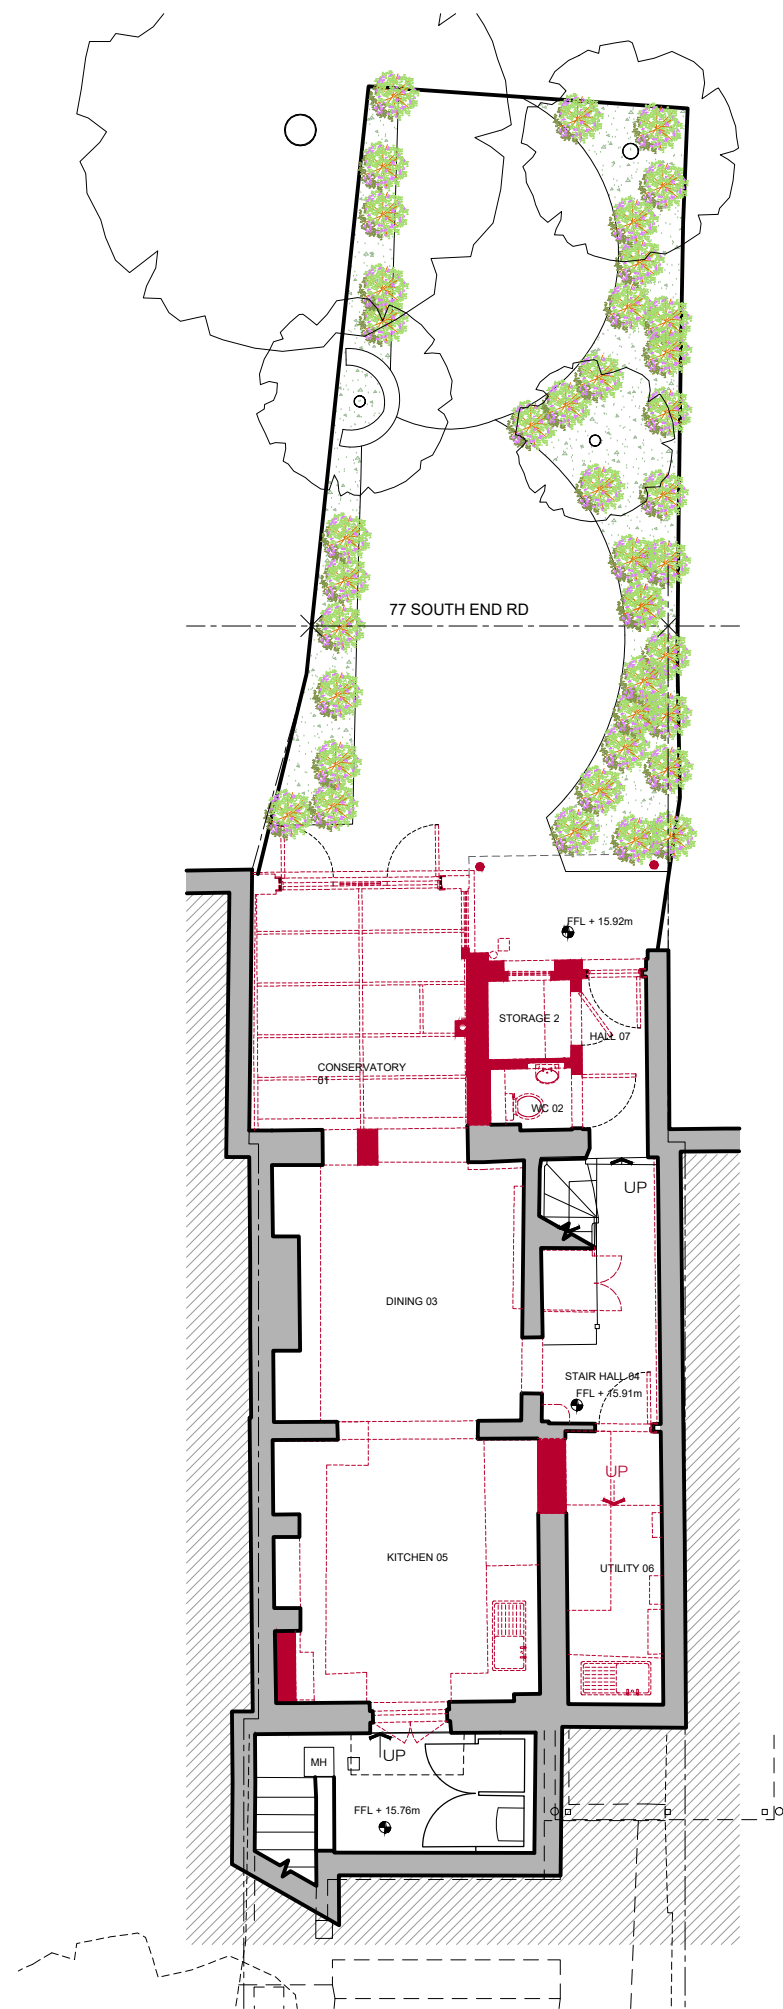 77 SOUTH END RD
FFL + 15.92m
STORAGE 2
HALL 07
CONSERVATORY
01
WC 02
UP
DINING 03
STAIR HALL 04
FFL + 15.91m
UP
KITCHEN 05
UTILITY 06
UP
MH
FFL + 15.76m